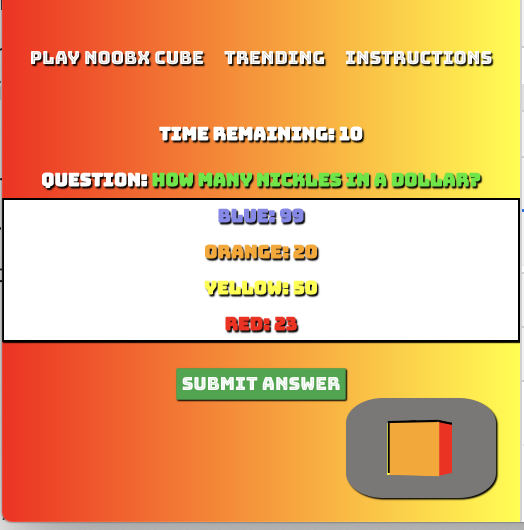 PLAY NOOBX CUBE TRENDING INSTRUCTIONS
TIME REMAINING: 10
QUESTION: HOW MANY NICKLES IN A DOLLAR?
BLUE: 99
ORANGE: 20
YELLOW: 50
RED: 23
SUBMIT ANSWER